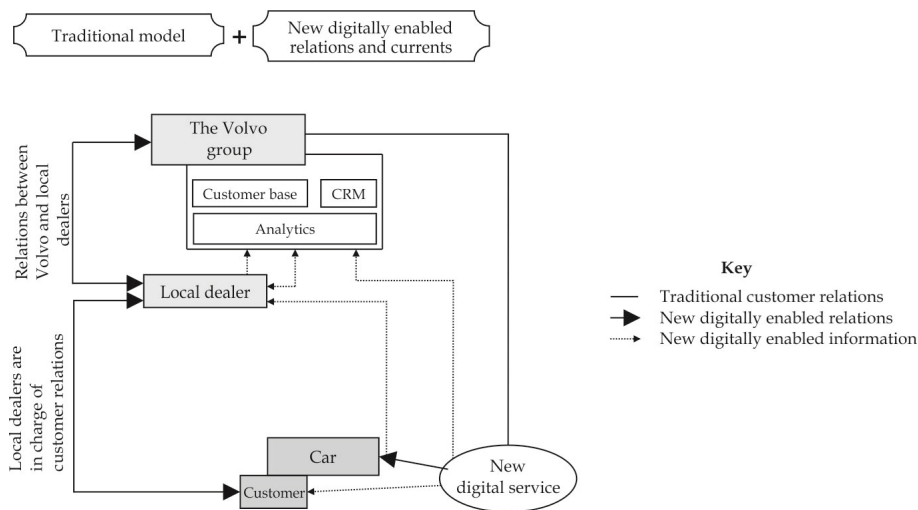 Traditional model
+
New digitally enabled
relations and currents
The Volvo
group
Customer base
CRM
Analytics
Relations between
Volvo and local
dealers
Local dealer
Key
Traditional customer relations
New digitally enabled relations
New digitally enabled information
Local dealers are
in charge of
customer relations
Car
Customer
New
digital service